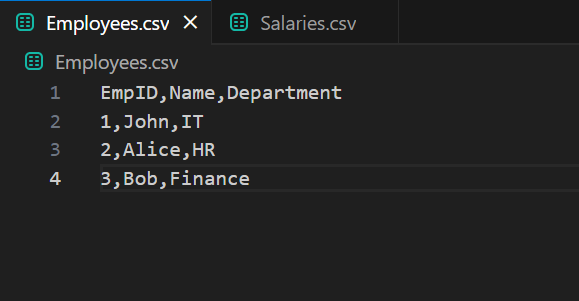 Employees.csv Salaries.csv
Employees.csv
1 EmpID,Name,Department
2 1,John,IT
3 2,Alice,HR
4 3,Bob,Finance